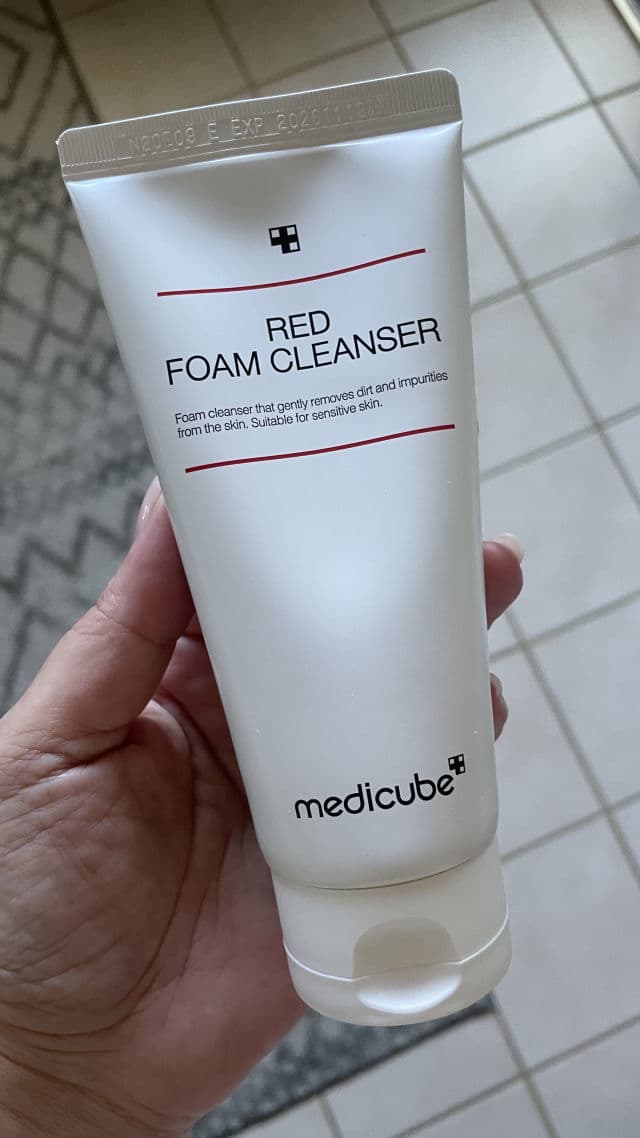 E EXP
RED
FOAM CLEANSER
Foam cleanser that gently removes dirt and impurities
from the skin. Suitable for sensitive skin.
medicube